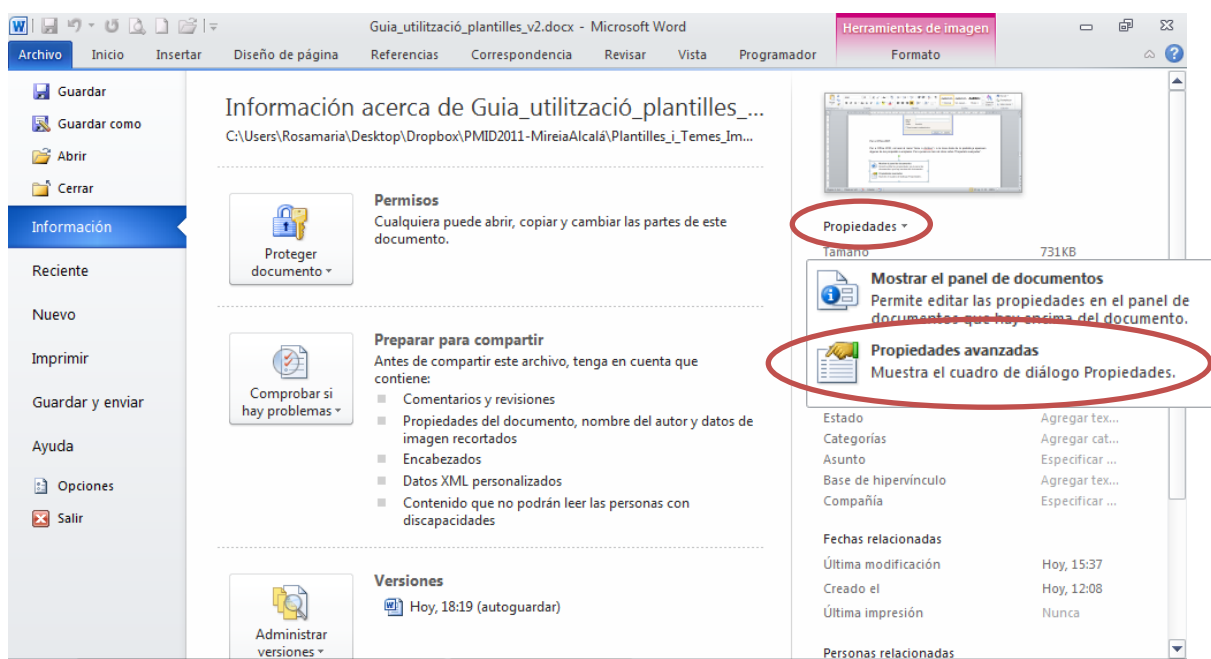 Guia_utilització_plantilles_v2.docx - Microsoft Word
Herramientas de imagen
Archivo Inicio Insertar Diseño de página Referencias Correspondencia Revisar Vista Programador Formato
Guardar
Guardar como
Abrir
Cerrar
Información
Reciente
Nuevo
Imprimir
Guardar y enviar
Ayuda
Opciones
Salir
Información acerca de Guia_utilització_plantilles_...
C:\Users\Rosamaria\Desktop\Dropbox\PMID2011-MireiaAlcalá\Plantilles_i_Temes_Im...
Proteger
documento
Permisos
Cualquiera puede abrir, copiar y cambiar las partes de este
documento.
Comprobar si
hay problemas
Preparar para compartir
Antes de compartir este archivo, tenga en cuenta que
contiene:
Comentarios y revisiones
Propiedades del documento, nombre del autor y datos de
imagen recortados
Encabezados
Datos XML personalizados
Contenido que no podrán leer las personas con
discapacidades
Administrar
versiones
Versiones
Hoy, 18:19 (autoguardar)
Propiedades
Tamaño 731KB
Mostrar el panel de documentos
Permite editar las propiedades en el panel de
documentos que hay encima del documento.
Propiedades avanzadas
Muestra el cuadro de diálogo Propiedades.
Estado Agregar tex...
Categorías Agregar cat...
Asunto Especificar ...
Base de hipervínculo Agregar tex...
Compañía Especificar ...
Fechas relacionadas
Última modificación Hoy, 15:37
Creado el Hoy, 12:08
Última impresión Nunca
Personas relacionadas